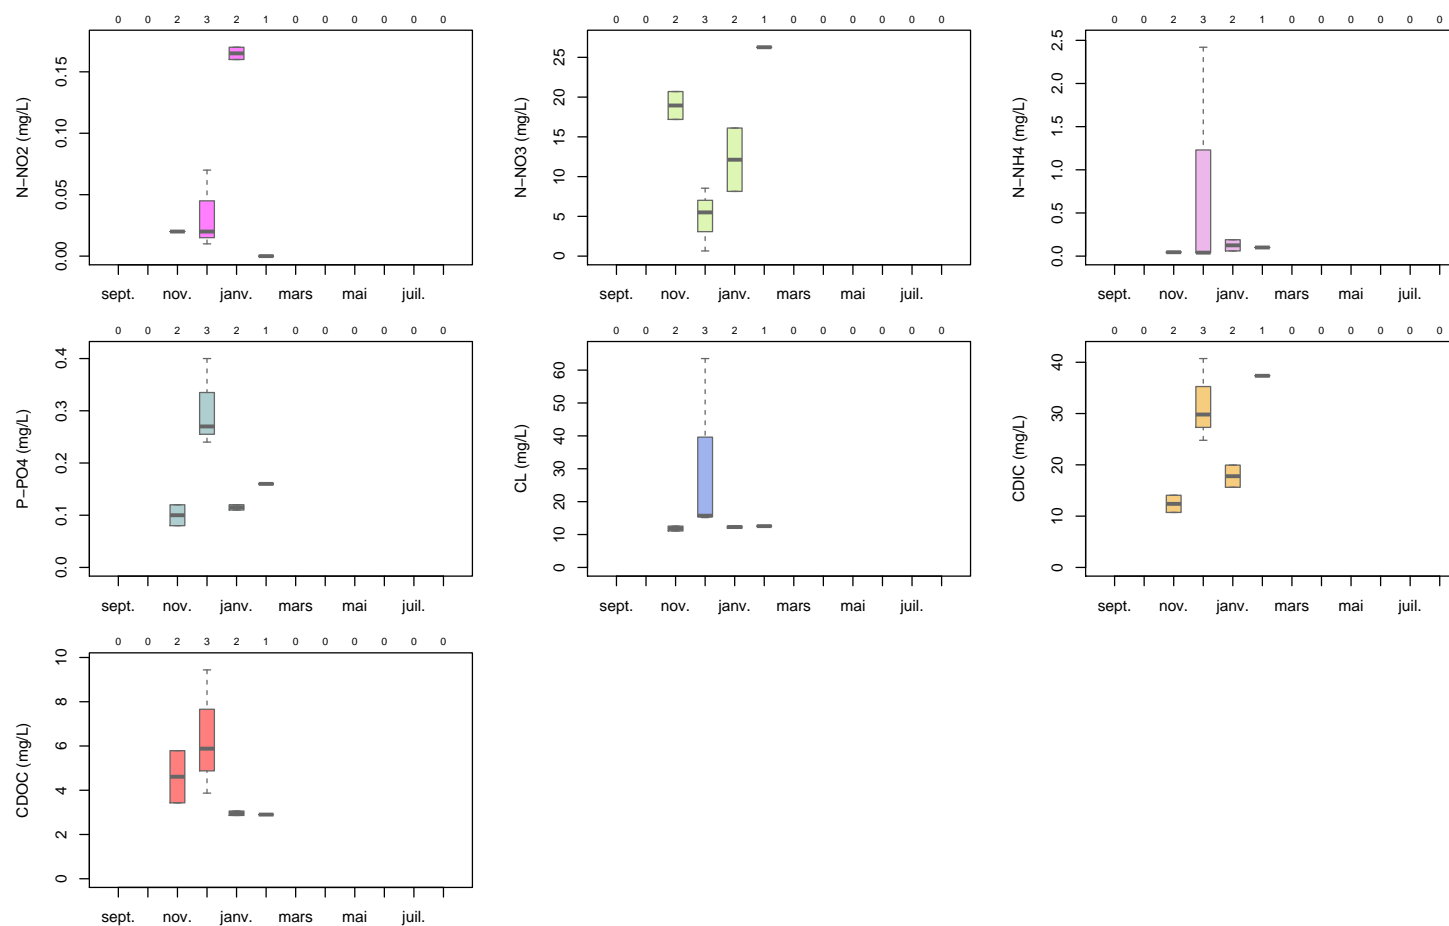 0 0 2 3 2 1 0 0 0 0 0 0
N−NO2 (mg/L)
0.15
0.10
0.05
0.00
sept. nov. janv. mars mai juil.
0 0 2 3 2 1 0 0 0 0 0 0
N−NO3 (mg/L)
25
20
15
10
5
0
sept. nov. janv. mars mai juil.
0 0 2 3 2 1 0 0 0 0 0 0
N−NH4 (mg/L)
2.5
2.0
1.5
1.0
0.5
0.0
sept. nov. janv. mars mai juil.
0 0 2 3 2 1 0 0 0 0 0 0
P−PO4 (mg/L)
0.4
0.3
0.2
0.1
0.0
sept. nov. janv. mars mai juil.
0 0 2 3 2 1 0 0 0 0 0 0
CL (mg/L)
60
50
40
30
20
10
0
sept. nov. janv. mars mai juil.
0 0 2 3 2 1 0 0 0 0 0 0
CDIC (mg/L)
40
30
20
10
0
sept. nov. janv. mars mai juil.
0 0 2 3 2 1 0 0 0 0 0 0
CDOC (mg/L)
10
8
6
4
2
0
sept. nov. janv. mars mai juil.